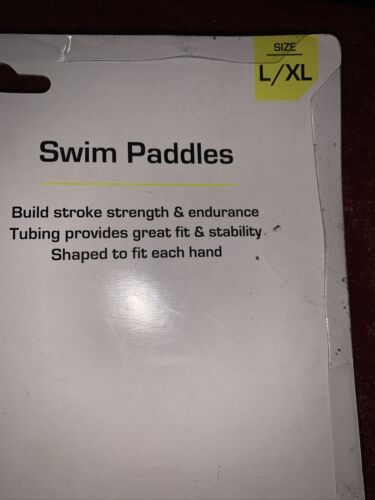 SIZE
L/XL
Swim Paddles
Build stroke strength & endurance
Tubing provides great fit & stability
Shaped to fit each hand